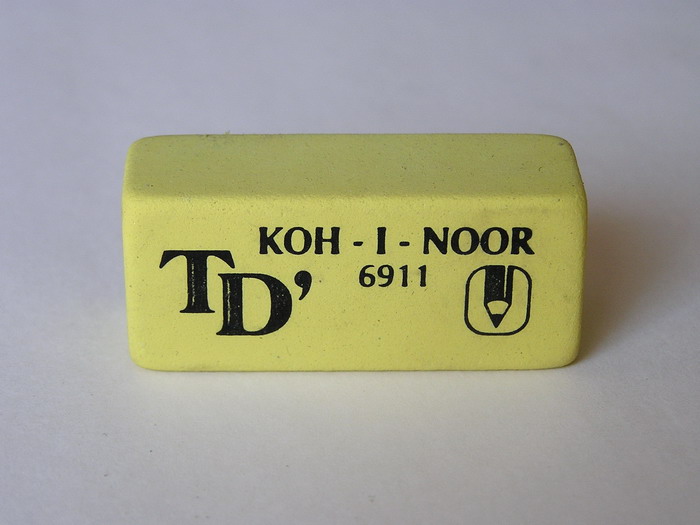 KOH - I - NOOR
TD’
6911